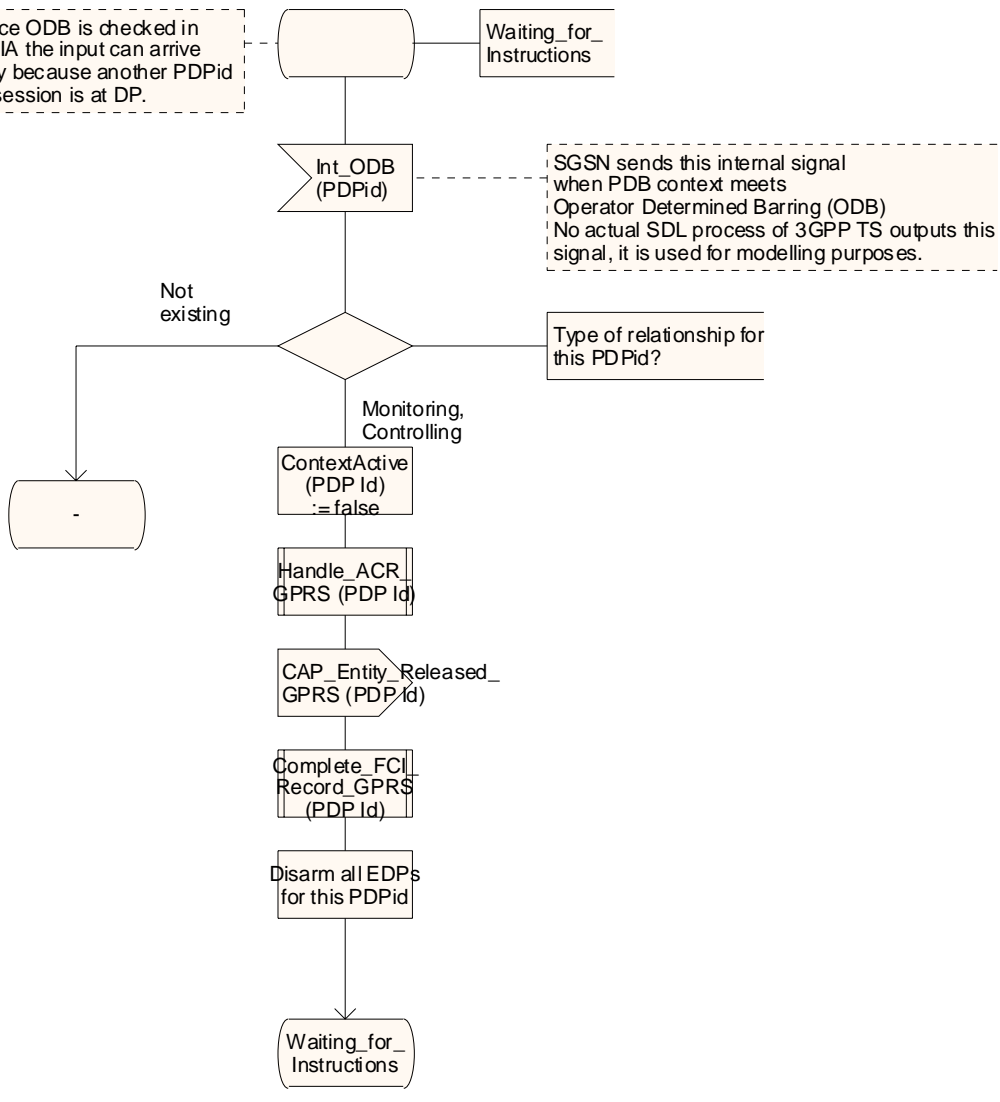 ce ODB is checked in
IA the input can arrive
y because another PDPid
session is at DP.
Waiting_for_
Instructions
Int_ODB
(PDPid)
SGSN sends this internal signal
when PDB context meets
Operator Determined Barring (ODB)
No actual SDL process of 3GPP TS outputs this
signal, it is used for modelling purposes.
Not
existing
Type of relationship for
this PDPid?
Monitoring,
Controlling
ContextActive
(PDP Id)
:= false
-
Handle_ACR_
GPRS (PDP Id)
CAP_Entity_Released_
GPRS (PDP Id)
Complete_FCI_
Record_GPRS
(PDP Id)
Disarm all EDPs
for this PDPid
Waiting_for_
Instructions